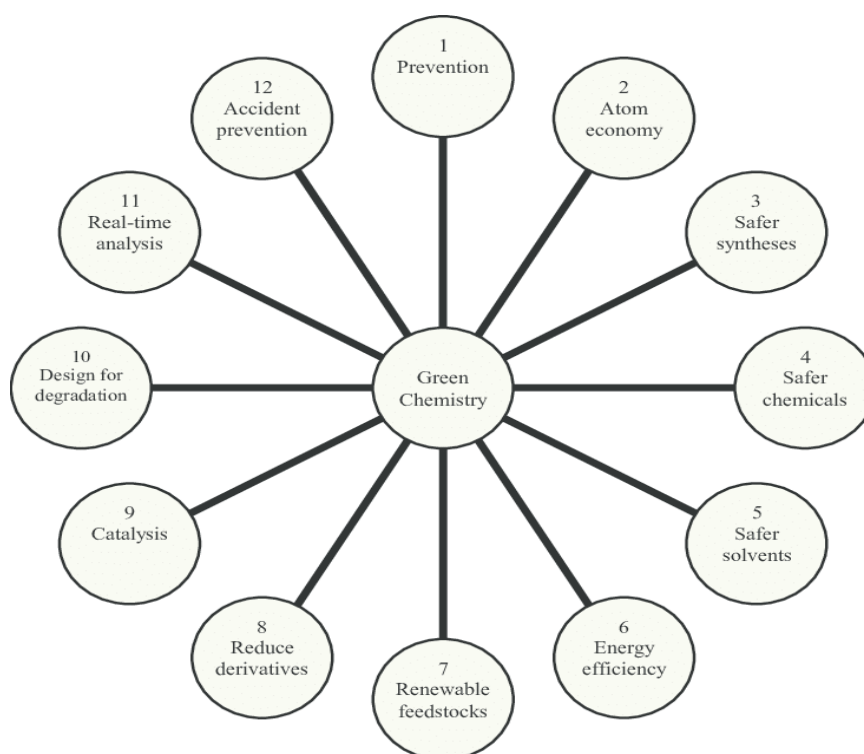 1
Prevention
2
Atom
economy
3
Safer
syntheses
4
Safer
chemicals
5
Safer
solvents
6
Energy
efficiency
7
Renewable
feedstocks
8
Reduce
derivatives
9
Catalysis
10
Design for
degradation
11
Real-time
analysis
12
Accident
prevention
Green
Chemistry